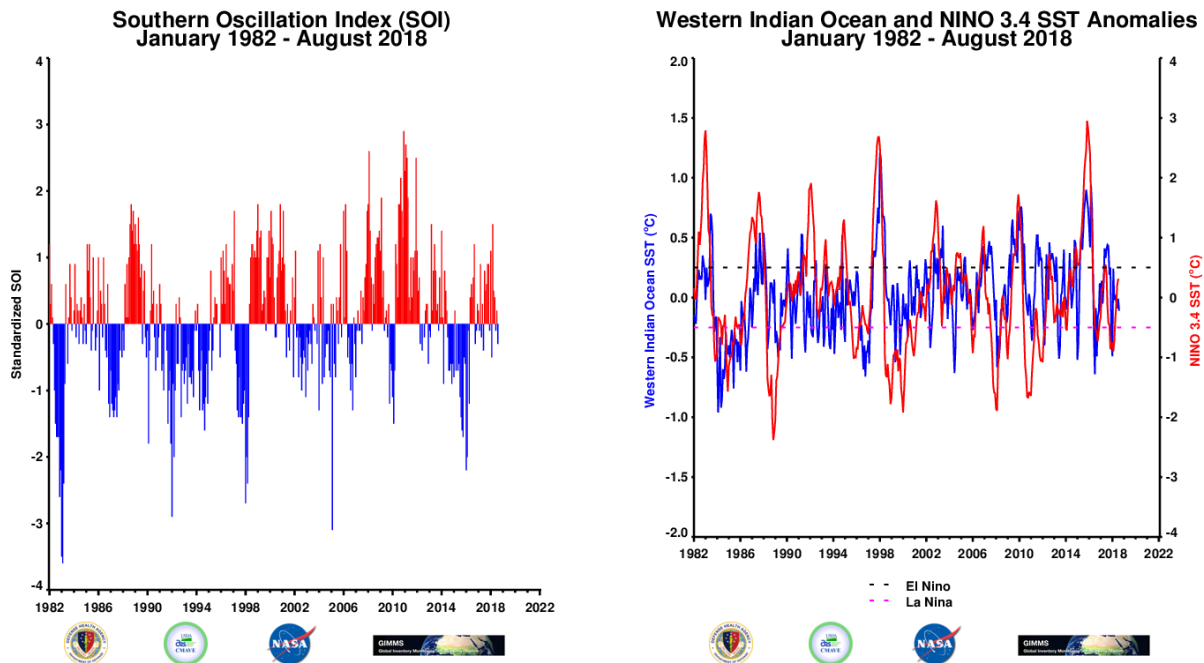 Southern Oscillation Index (SOI)
January 1982 - August 2018
4
3
2
1
0
-1
-2
-3
-4
Standardized SOI
1982 1986 1990 1994 1998 2002 2006 2010 2014 2018 2022
USDA
CMAVE
NASA
GIMMS
Western Indian Ocean and NINO 3.4 SST Anomalies
January 1982 - August 2018
2.0
1.5
1.0
0.5
0.0
-0.5
-1.0
-1.5
-2.0
Western Indian Ocean SST (°C)
4
3
2
1
0
-1
-2
-3
-4
NINO 3.4 SST (°C)
1982 1986 1990 1994 1998 2002 2006 2010 2014 2018 2022
- - El Nino
- - La Nina
USDA
CMAVE
NASA
GIMMS